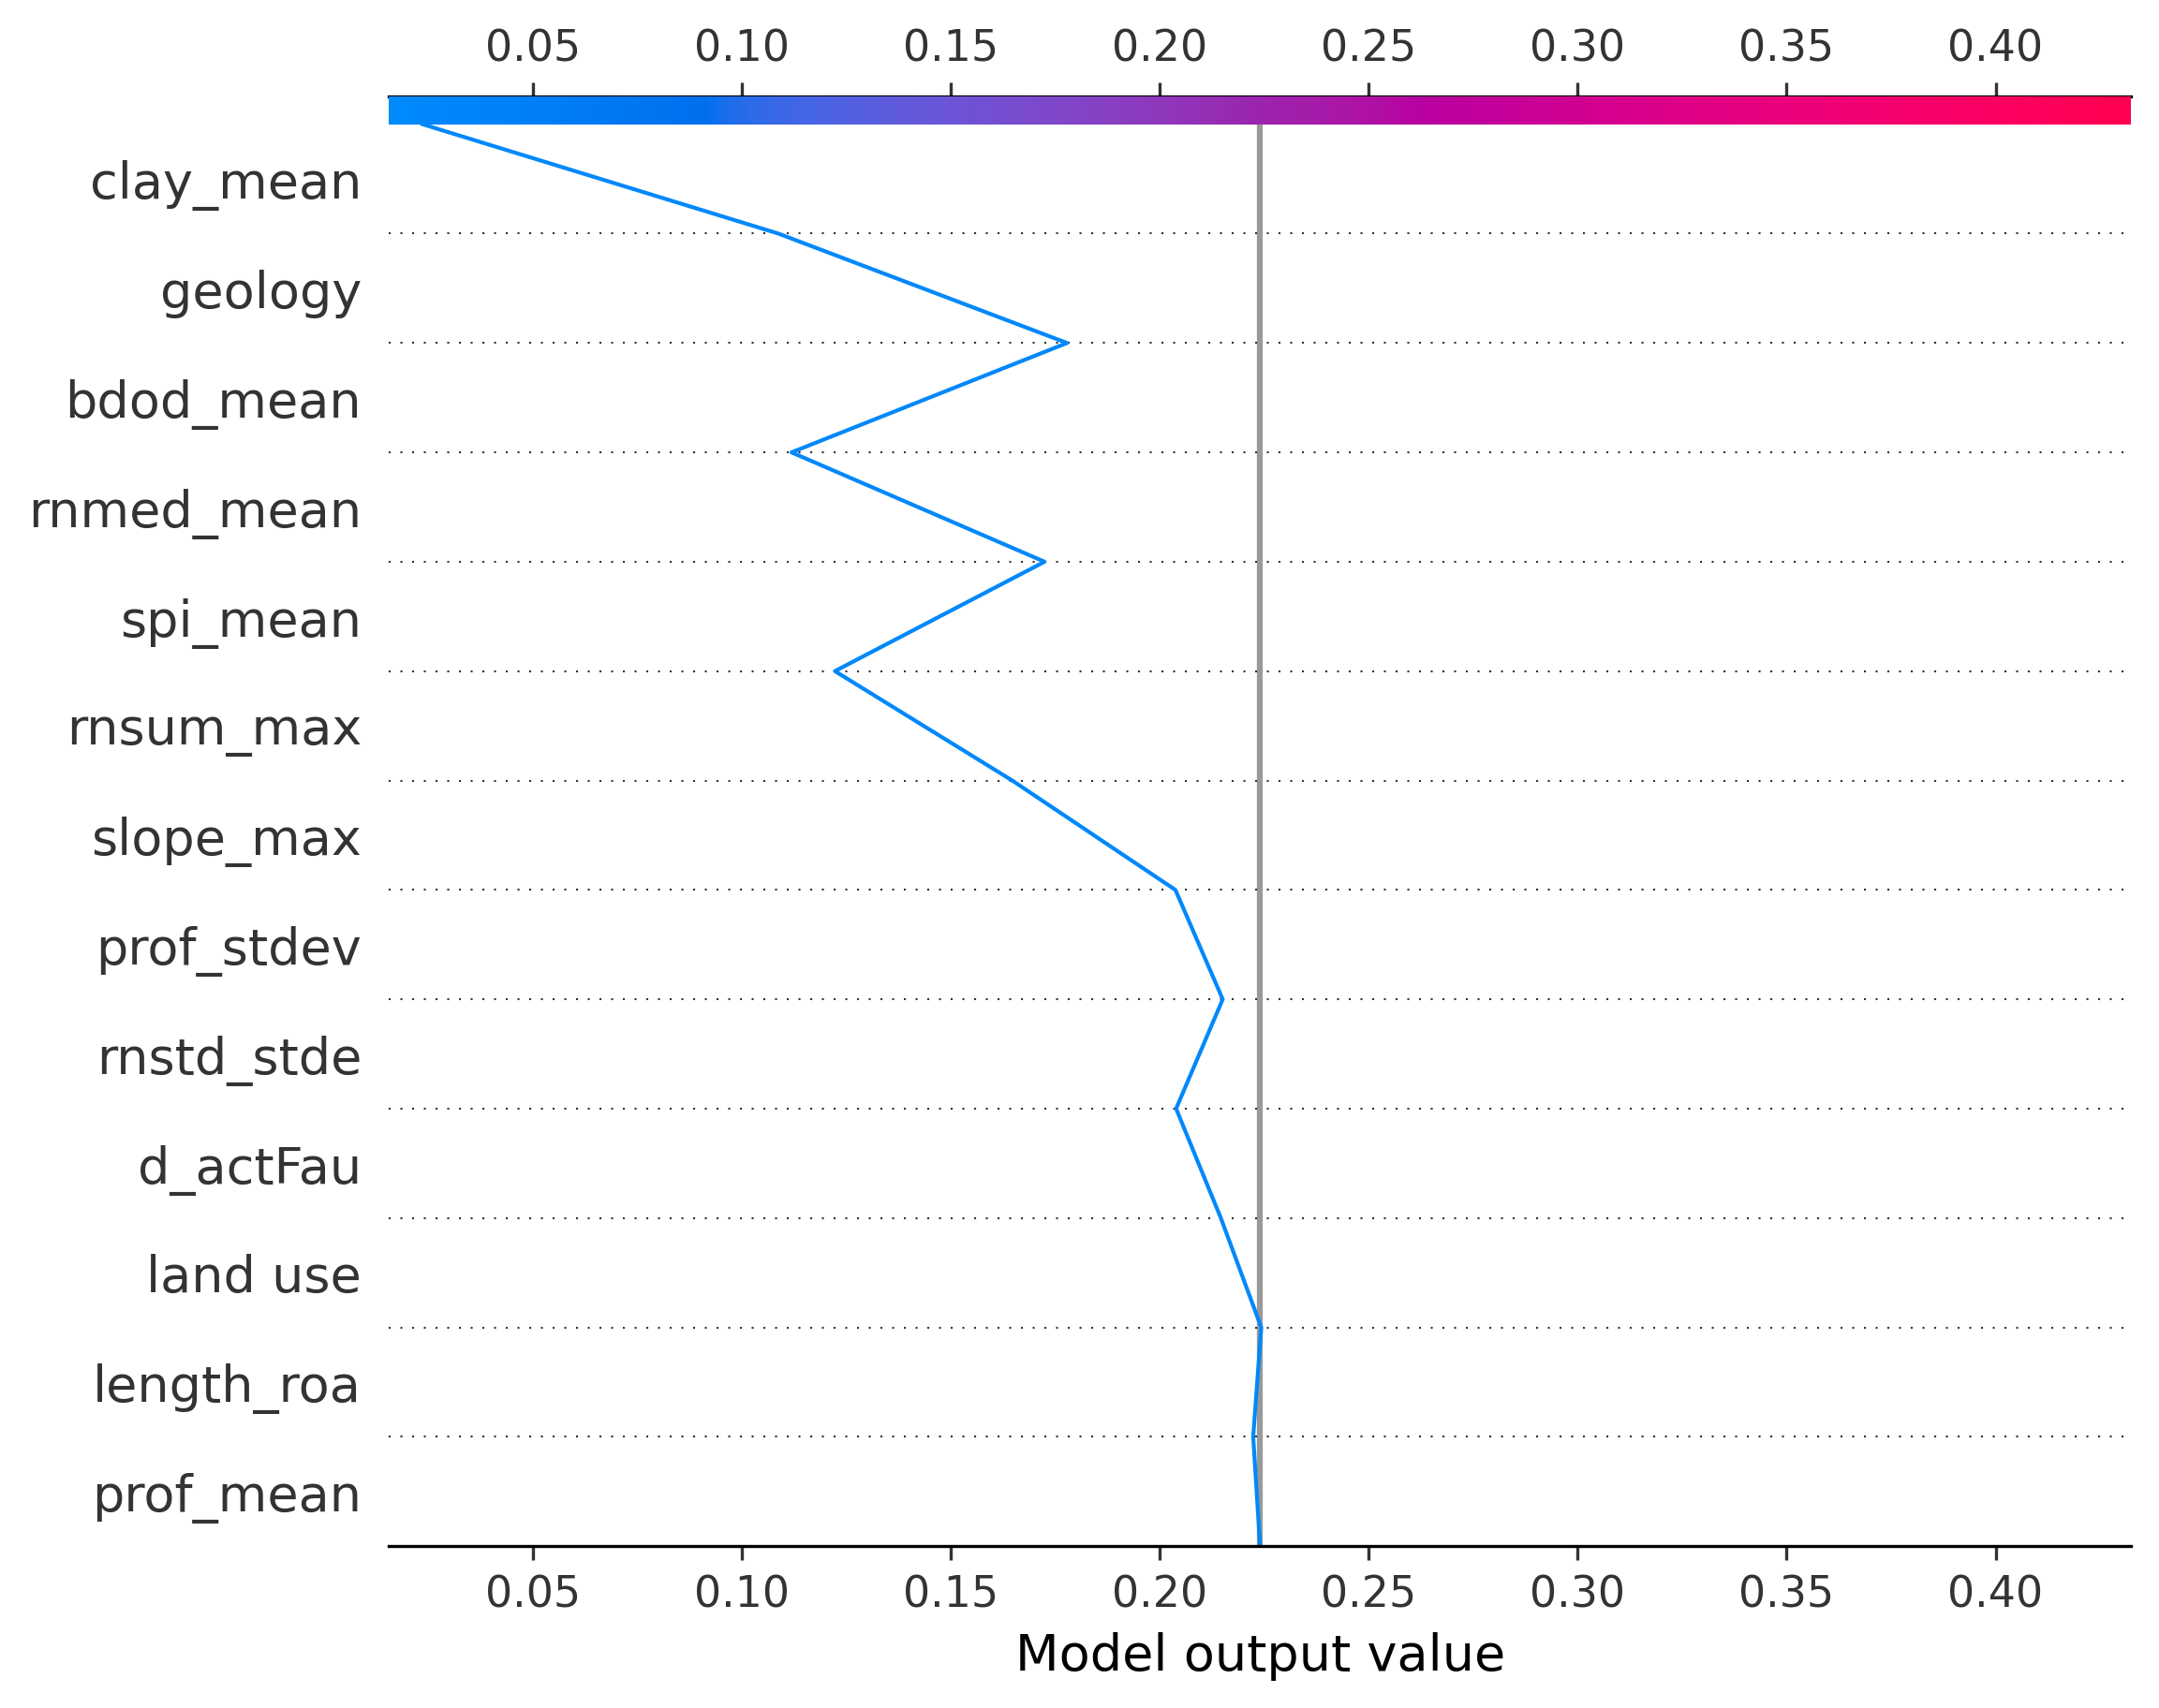 0.05 0.10 0.15 0.20 0.25 0.30 0.35 0.40
clay_mean
geology
bdod_mean
rnmed_mean
spi_mean
rnsum_max
slope_max
prof_stdev
rnstd_stde
d_actFau
land use
length_roa
prof_mean
0.05 0.10 0.15 0.20 0.25 0.30 0.35 0.40
Model output value